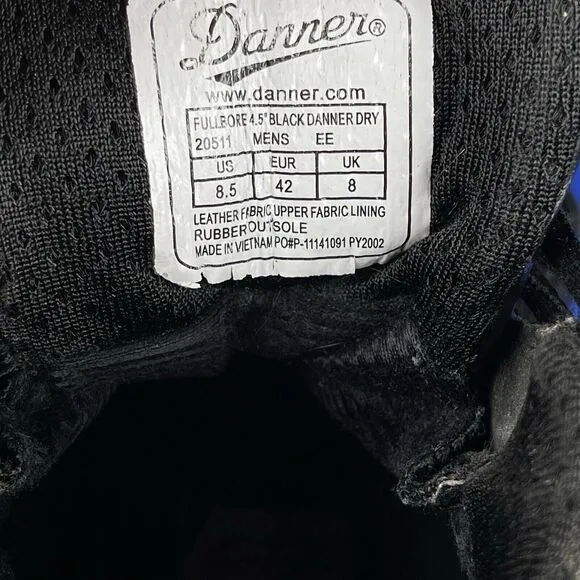 Danner®
www.danner.com
FULLBORE 4.5" BLACK DANNER DRY
20511 MENS EE
US EUR UK
8.5 42 8
LEATHER FABRIC UPPER FABRIC LINING
RUBBER OUTSOLE
MADE IN VIETNAM PO#P-11141091 PY2002